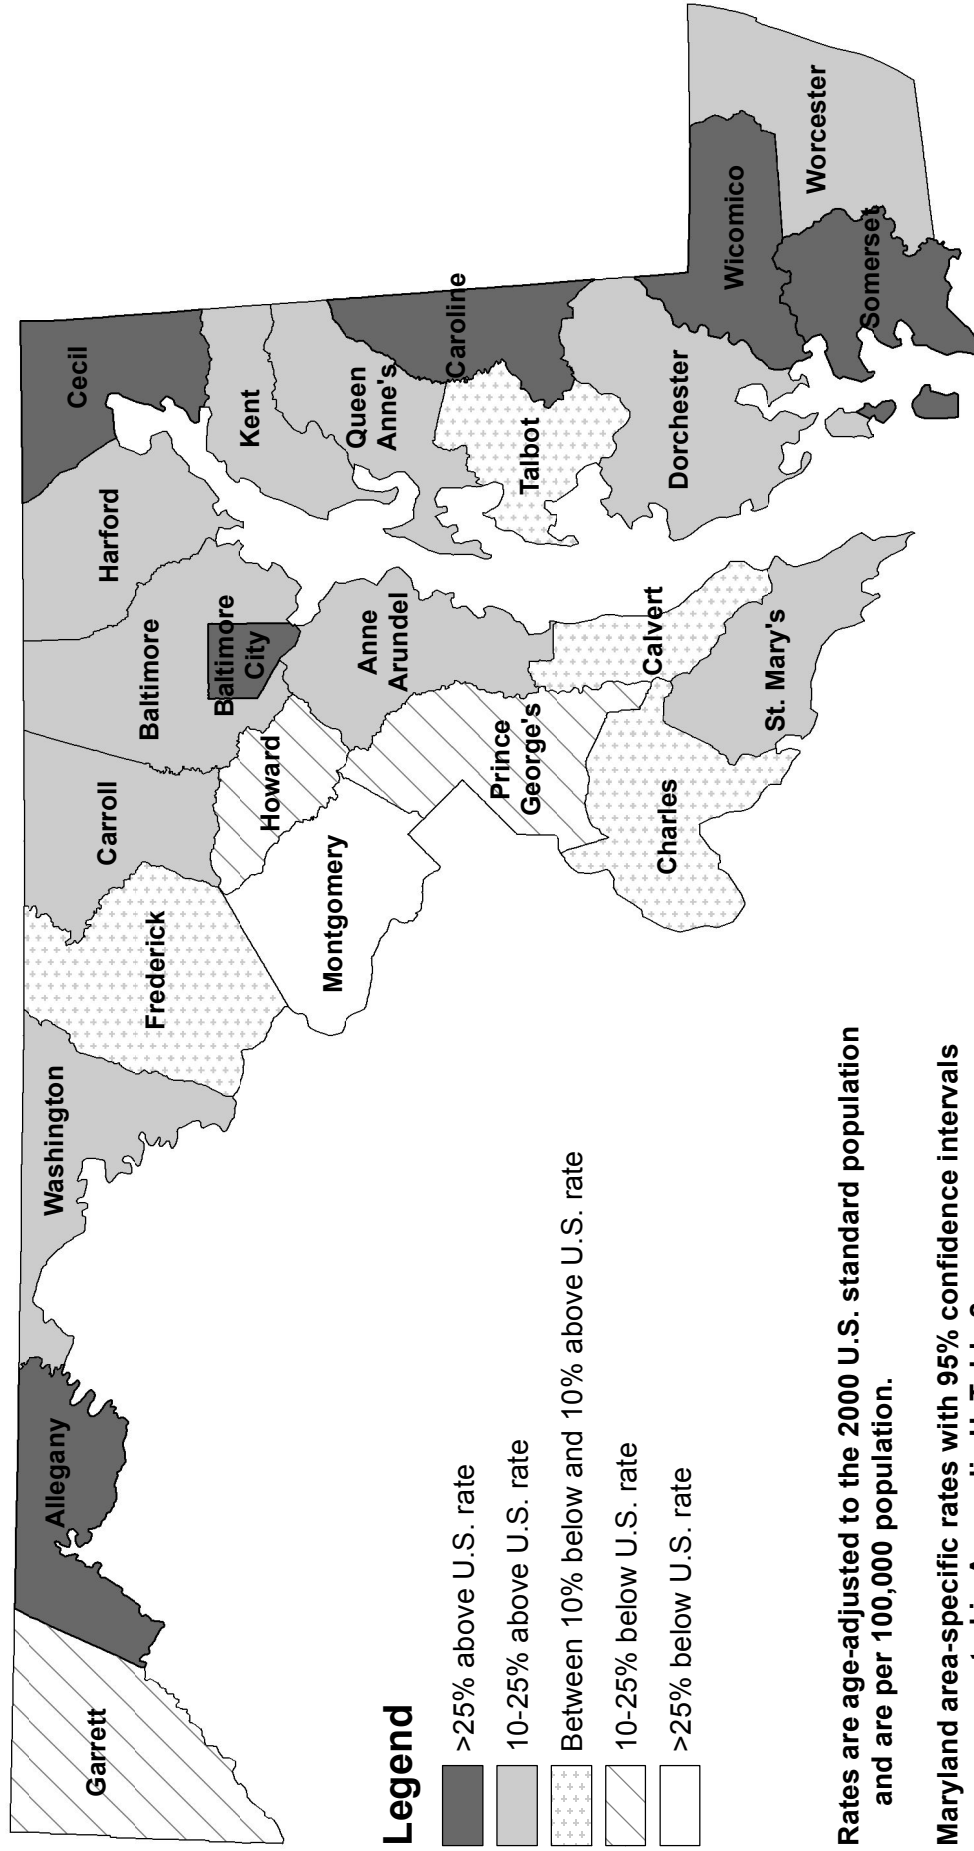 Garrett
Allegany
Washington
Frederick
Carroll
Baltimore
Baltimore
City
Harford
Cecil
Howard
Montgomery
Anne
Arundel
Prince
George's
Calvert
Charles
St. Mary's
Kent
Queen
Anne's
Caroline
Talbot
Dorchester
Wicomico
Somerset
Worcester
Legend
>25% above U.S. rate
10-25% above U.S. rate
Between 10% below and 10% above U.S. rate
10-25% below U.S. rate
>25% below U.S. rate
Rates are age-adjusted to the 2000 U.S. standard population
and are per 100,000 population.
Maryland area-specific rates with 95% confidence intervals